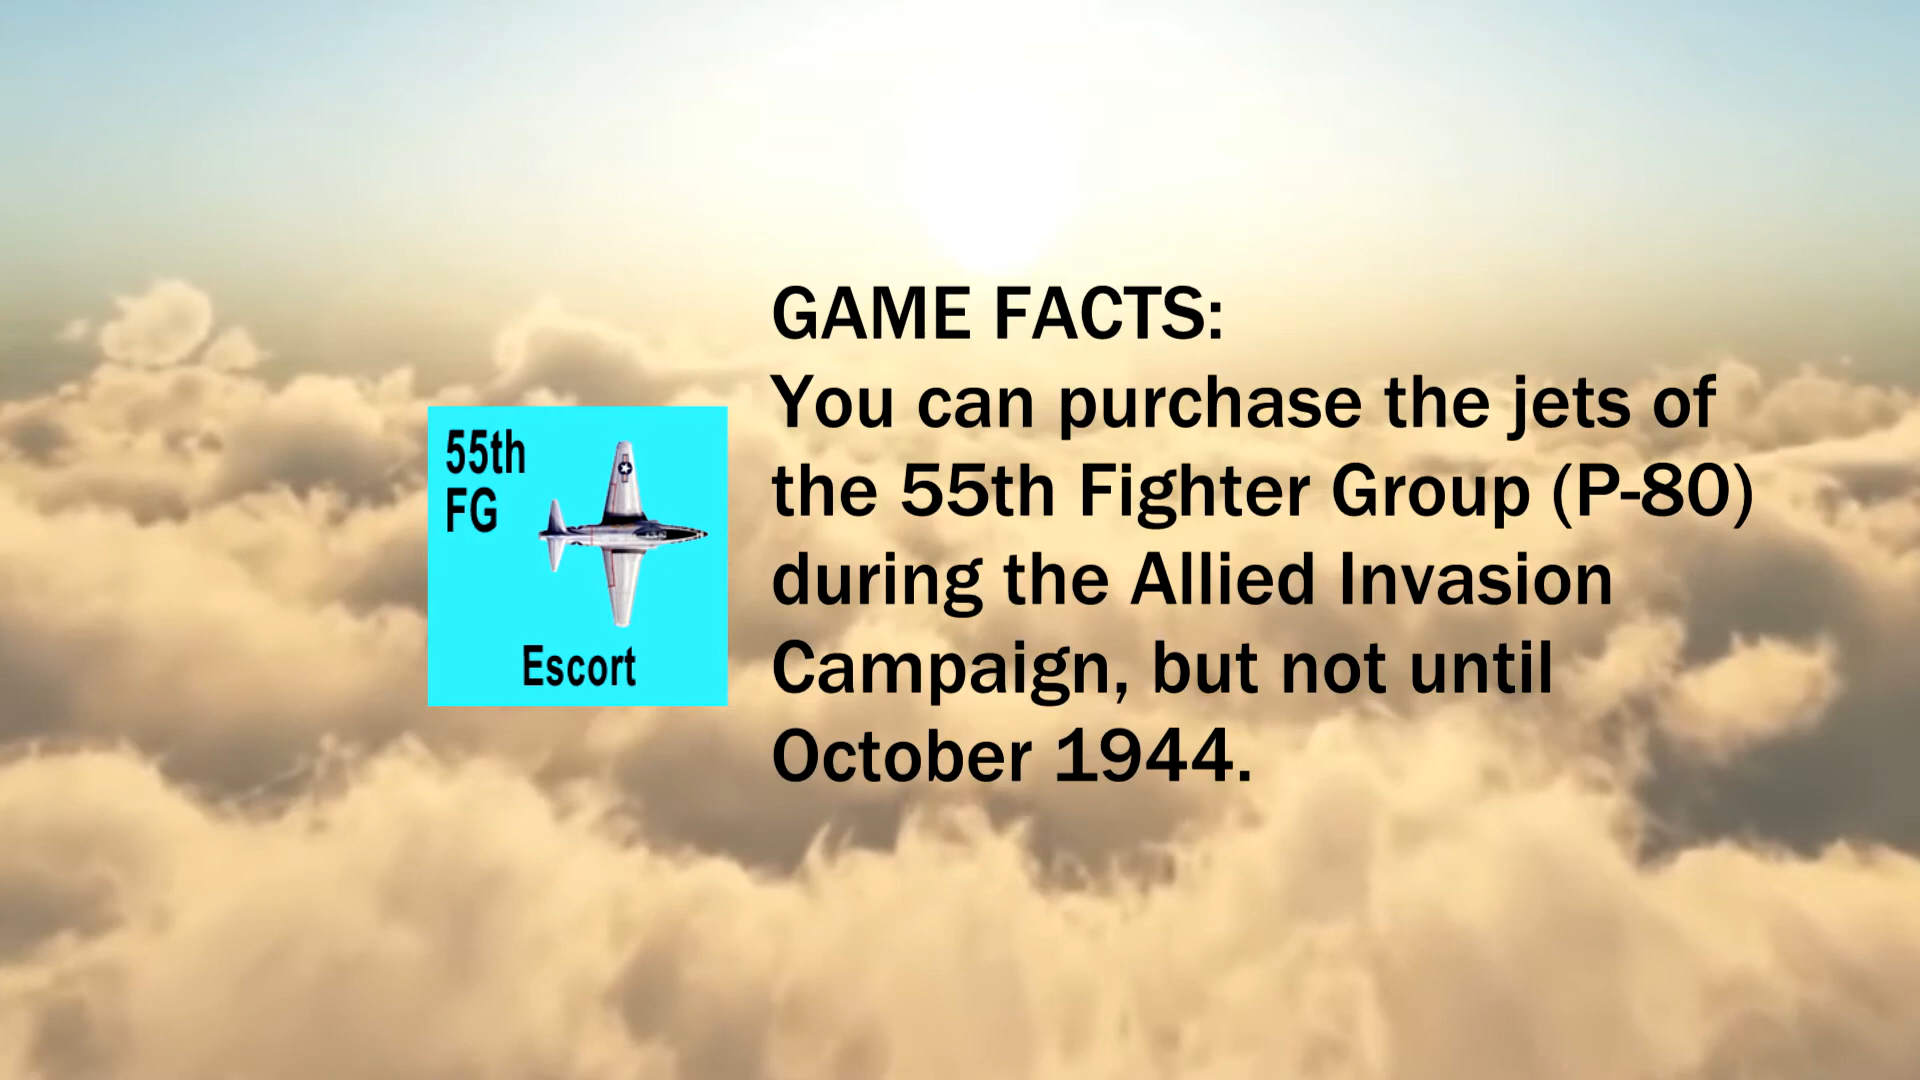 55th
FG
Escort
GAME FACTS:
You can purchase the jets of
the 55th Fighter Group (P-80)
during the Allied Invasion
Campaign, but not until
October 1944.